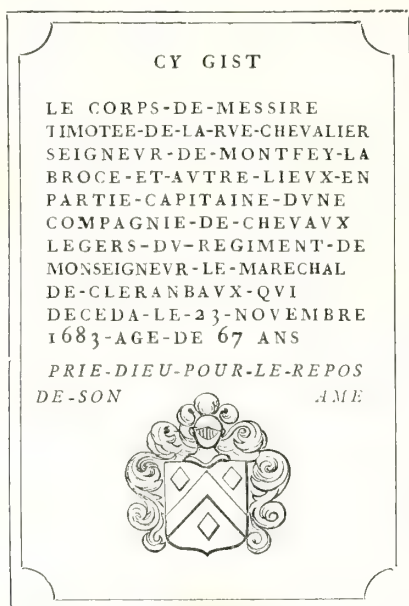 CY GIST
LE CORPS-DE-MESSIRE
TIMOTEE-DE-LA-RVE-CHEVALIER
SEIGNEVR-DE-MONTFEY-LA
BROCE-ET-AVTRE-LIEVX-EN
PARTIE-CAPITAINE-DVNE
COMPAGNIE-DE-CHEVAVX
LEGERS-DV-REGIMENT-DE
MONSEIGNEVR-LE-MARECHAL
DE-CLERANBAVX-QVI
DECEDA-LE-23-NOVEMBRE
1683-AGE-DE 67 ANS
PRIE-DIEU-POUR-LE-REPOS
DE-SON AME